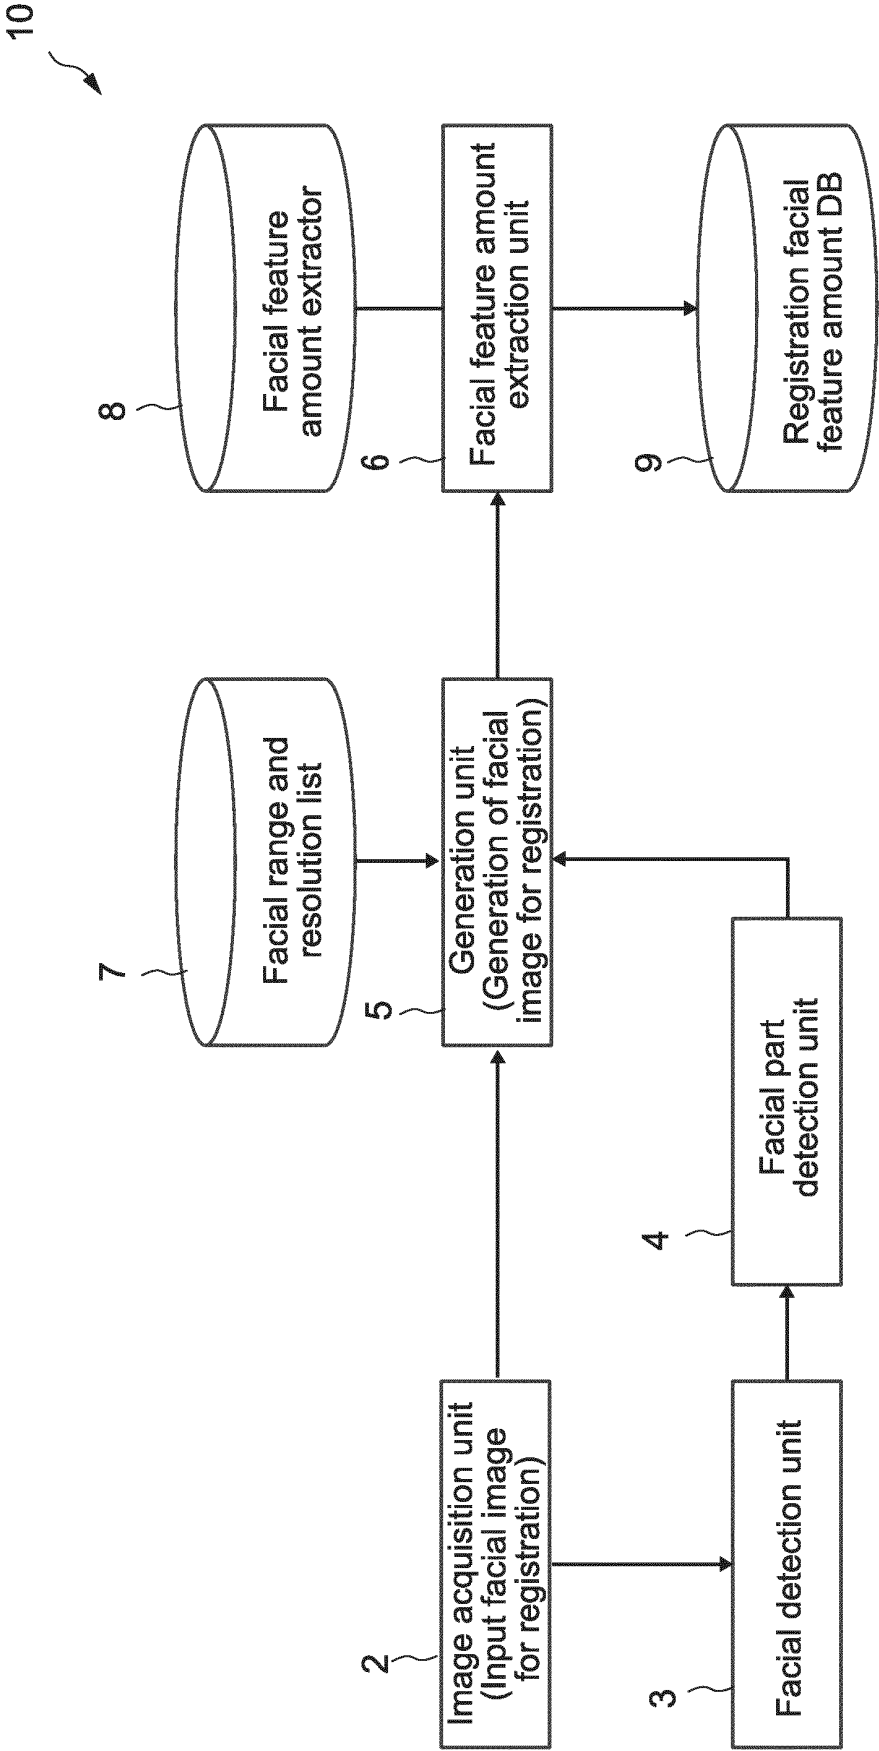 10
8
Facial feature
amount extractor
6
Facial feature amount
extraction unit
9
Registration facial
feature amount DB
7
Facial range and
resolution list
5
Generation unit
(Generation of facial
image for registration)
4
Facial part
detection unit
2
Image acquisition unit
(Input facial image
for registration)
3
Facial detection unit